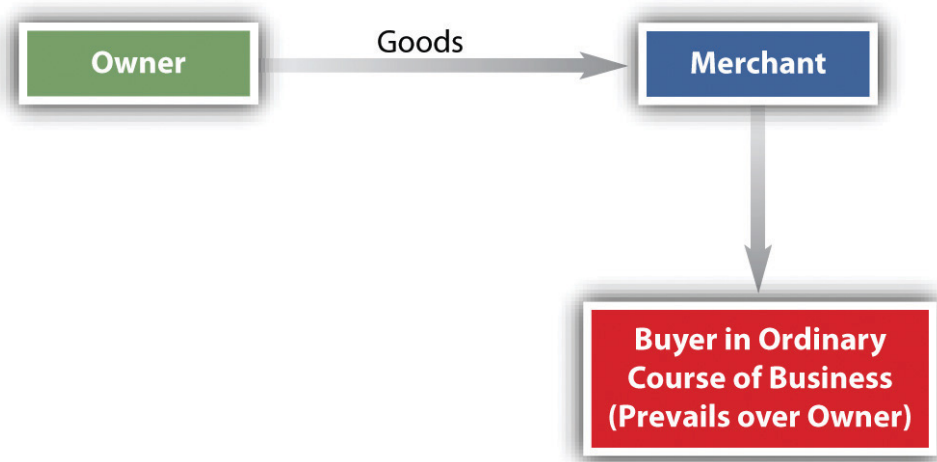 Owner
Goods
Merchant
Buyer in Ordinary
Course of Business
(Prevails over Owner)